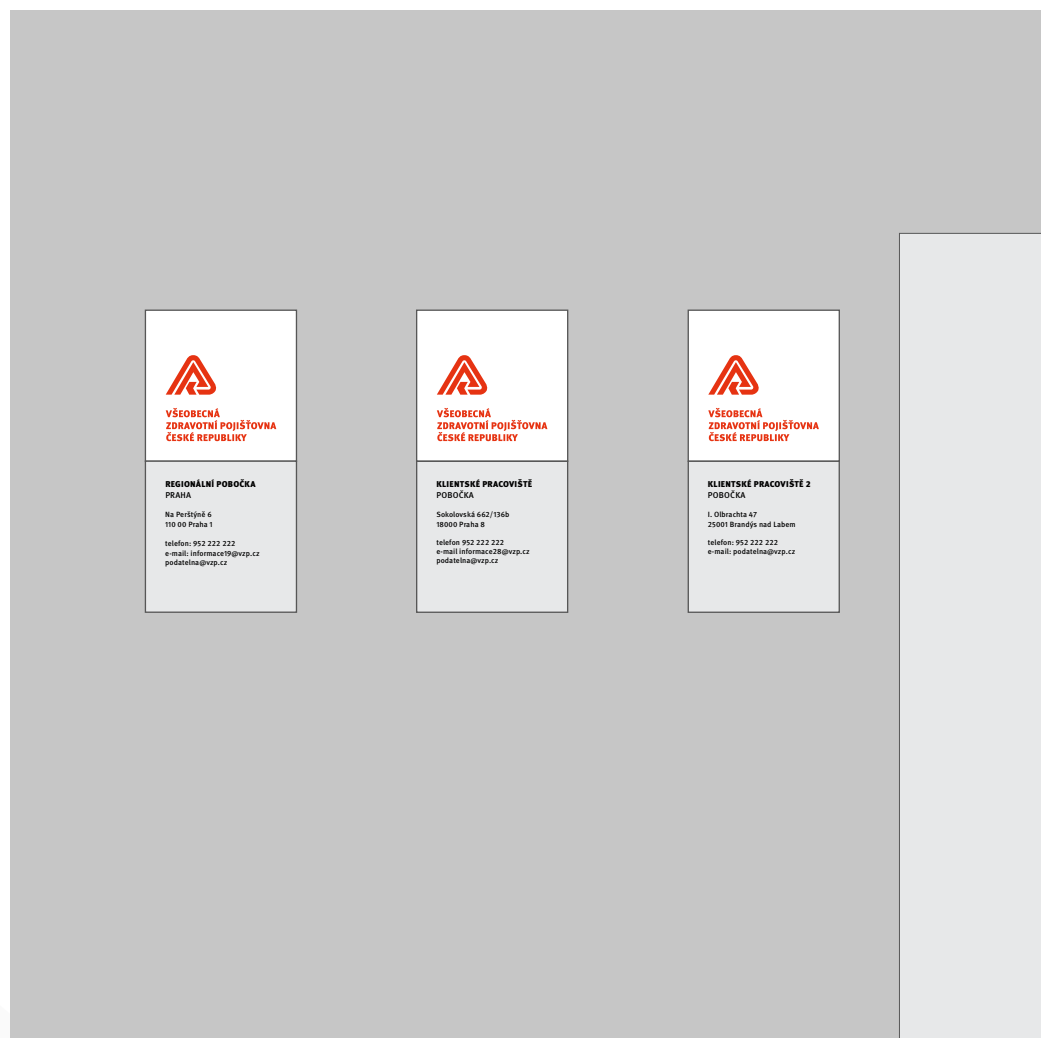 VŠEOBECNÁ
ZDRAVOTNÍ POJIŠŤOVNA
ČESKÉ REPUBLIKY
REGIONÁLNÍ POBOČKA
PRAHA
Na Perštýně 6
110 00 Praha 1
telefon: 952 222 222
e-mail: informace19@vzp.cz
podatelna@vzp.cz
VŠEOBECNÁ
ZDRAVOTNÍ POJIŠŤOVNA
ČESKÉ REPUBLIKY
KLIENTSKÉ PRACOVIŠTĚ
POBOČKA
Sokolovská 662/136b
18000 Praha 8
telefon 952 222 222
e-mail informace28@vzp.cz
podatelna@vzp.cz
VŠEOBECNÁ
ZDRAVOTNÍ POJIŠŤOVNA
ČESKÉ REPUBLIKY
KLIENTSKÉ PRACOVIŠTĚ 2
POBOČKA
I. Olbrachta 47
25001 Brandýs nad Labem
telefon: 952 222 222
e-mail: podatelna@vzp.cz